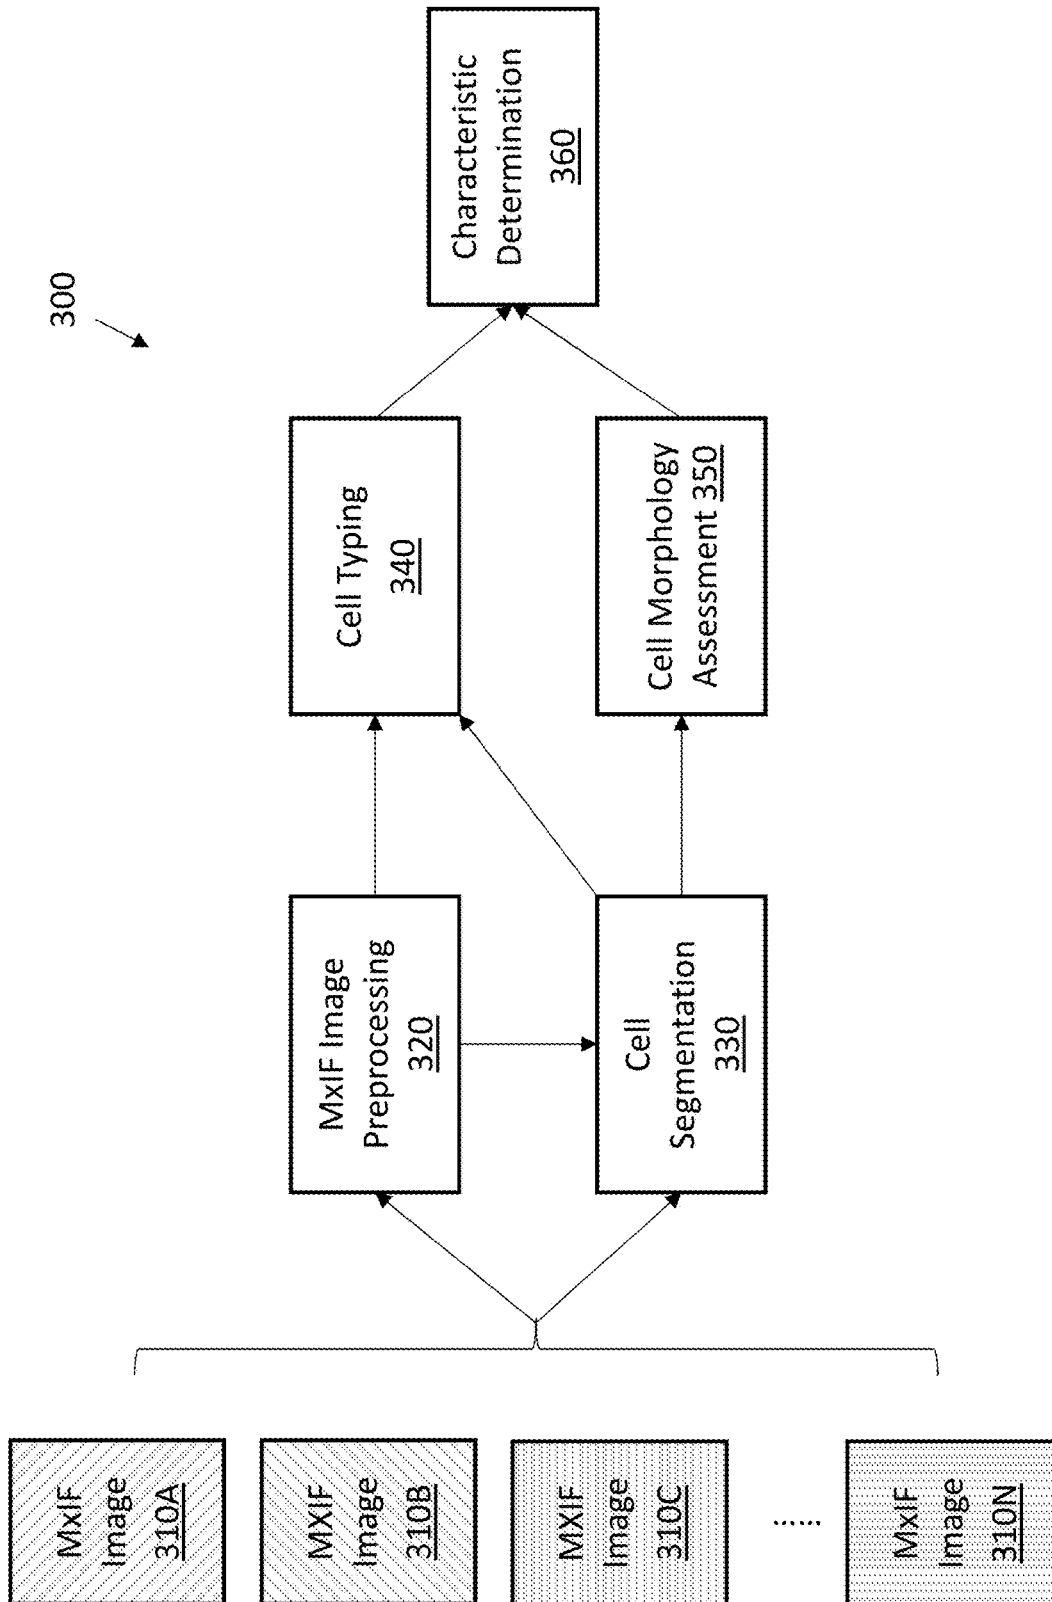 300
MxIF
Image
310A
MXIF
Image
310B
MXIF
Image
310C
......
MxIF
Image
310N
MxIF Image
Preprocessing
320
Cell
Segmentation
330
Cell Typing
340
Cell Morphology
Assessment 350
Characteristic
Determination
360